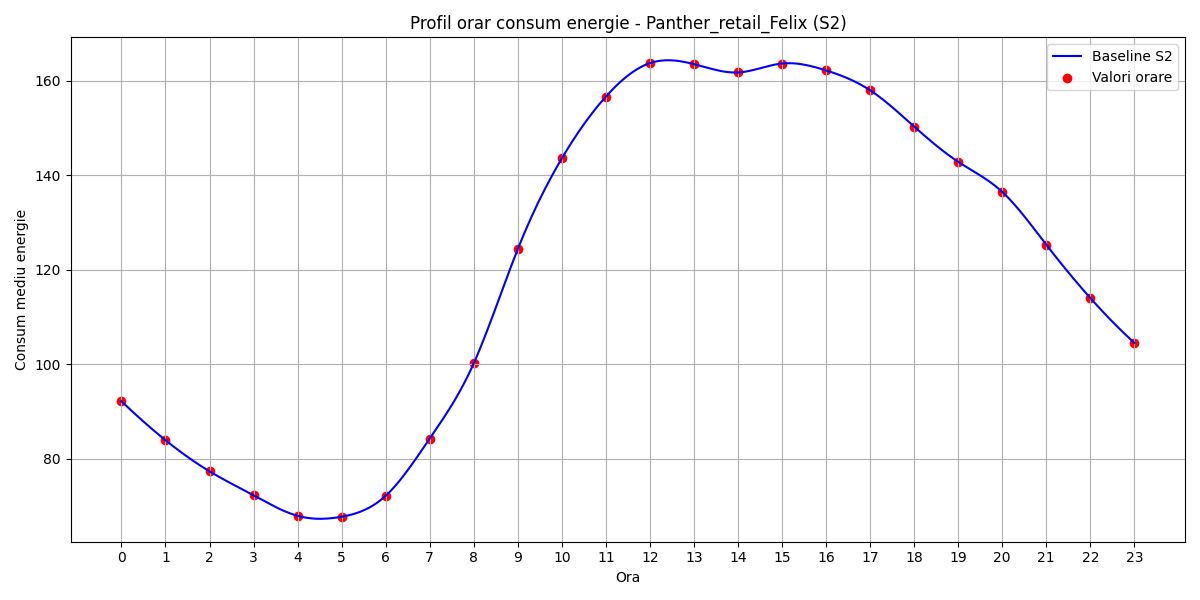 Profil orar consum energie - Panther_retail_Felix (S2)
Baseline S2
Valori orare
Consum mediu energie
160
140
120
100
80
0 1 2 3 4 5 6 7 8 9 10 11 12 13 14 15 16 17 18 19 20 21 22 23
Ora